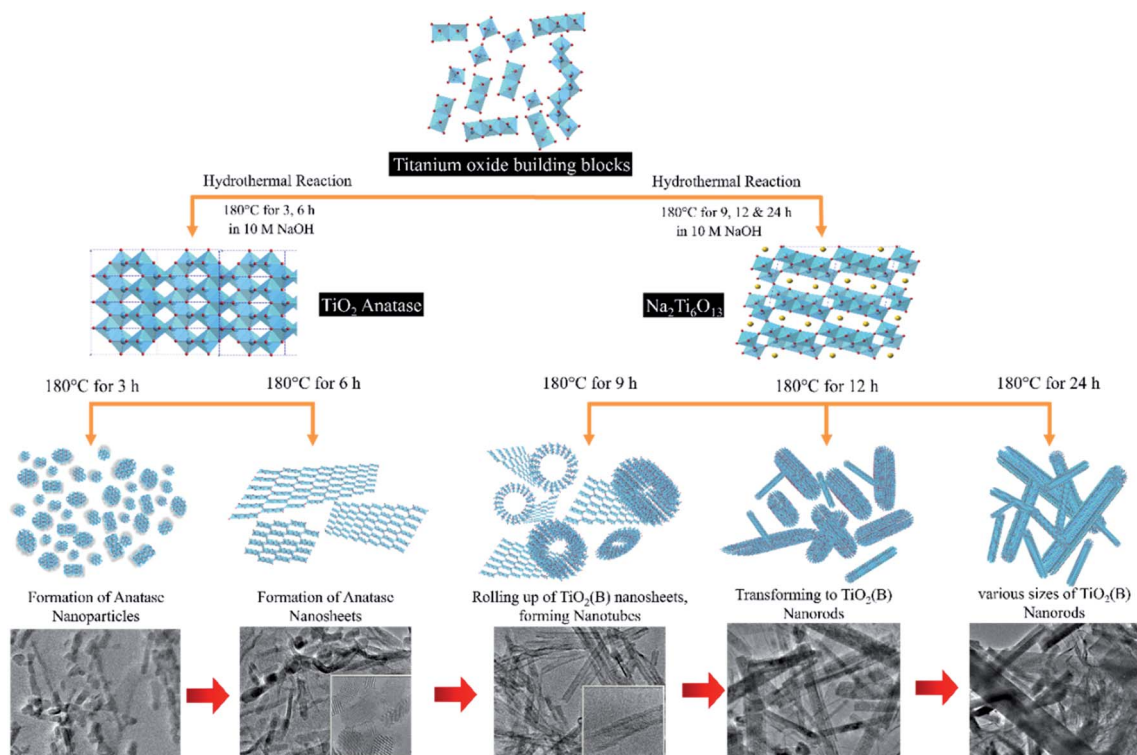 Titanium oxide building blocks
Hydrothermal Reaction
180°C for 3, 6 h
in 10 M NaOH
Hydrothermal Reaction
180°C for 9, 12 & 24 h
in 10 M NaOH
TiO₂ Anatase
Na₂Ti₆O₁₃
180°C for 3 h
180°C for 6 h
180°C for 9 h
180°C for 12 h
180°C for 24 h
Formation of Anatase
Nanoparticles
Formation of Anatase
Nanosheets
Rolling up of TiO₂(B) nanosheets,
forming Nanotubes
Transforming to TiO₂(B)
Nanorods
various sizes of TiO₂(B)
Nanorods